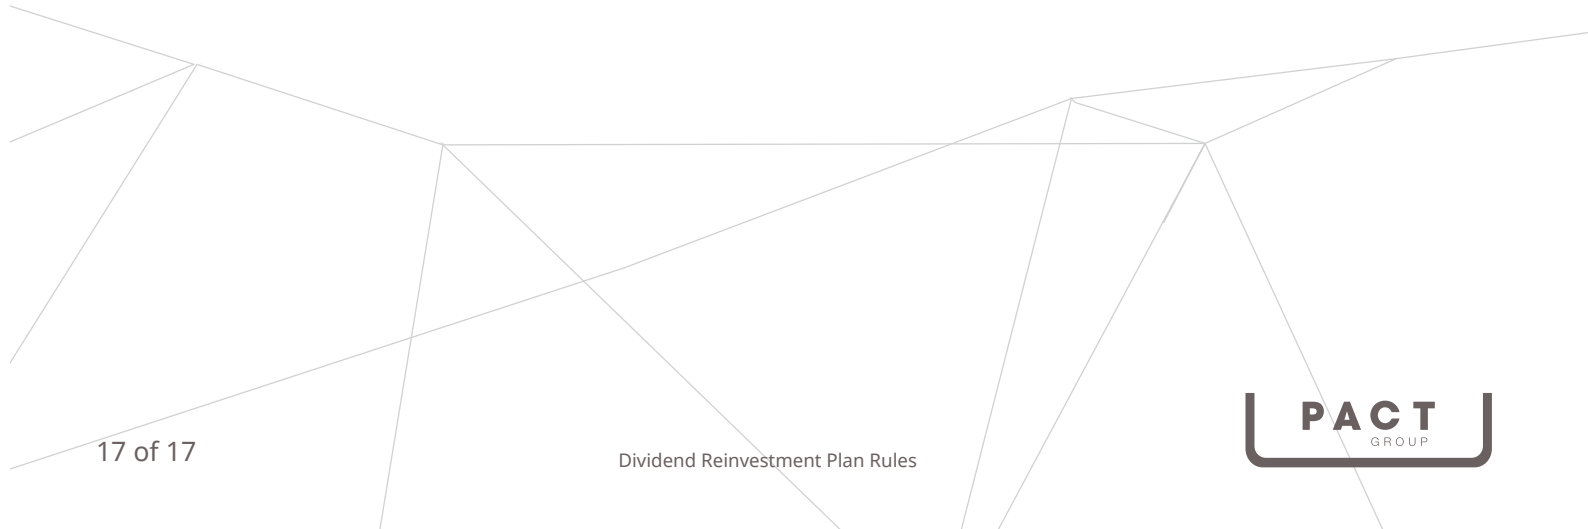 17 of 17
Dividend Reinvestment Plan Rules
PACT
GROUP